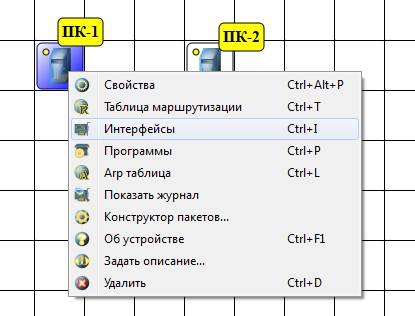 ПК-1
ПК-2
Свойства Ctrl+Alt+P
Таблица маршрутизации Ctrl+T
Интерфейсы Ctrl+I
Программы Ctrl+P
Arp таблица Ctrl+L
Показать журнал
Конструктор пакетов...
Об устройстве Ctrl+F1
Задать описание...
Удалить Ctrl+D